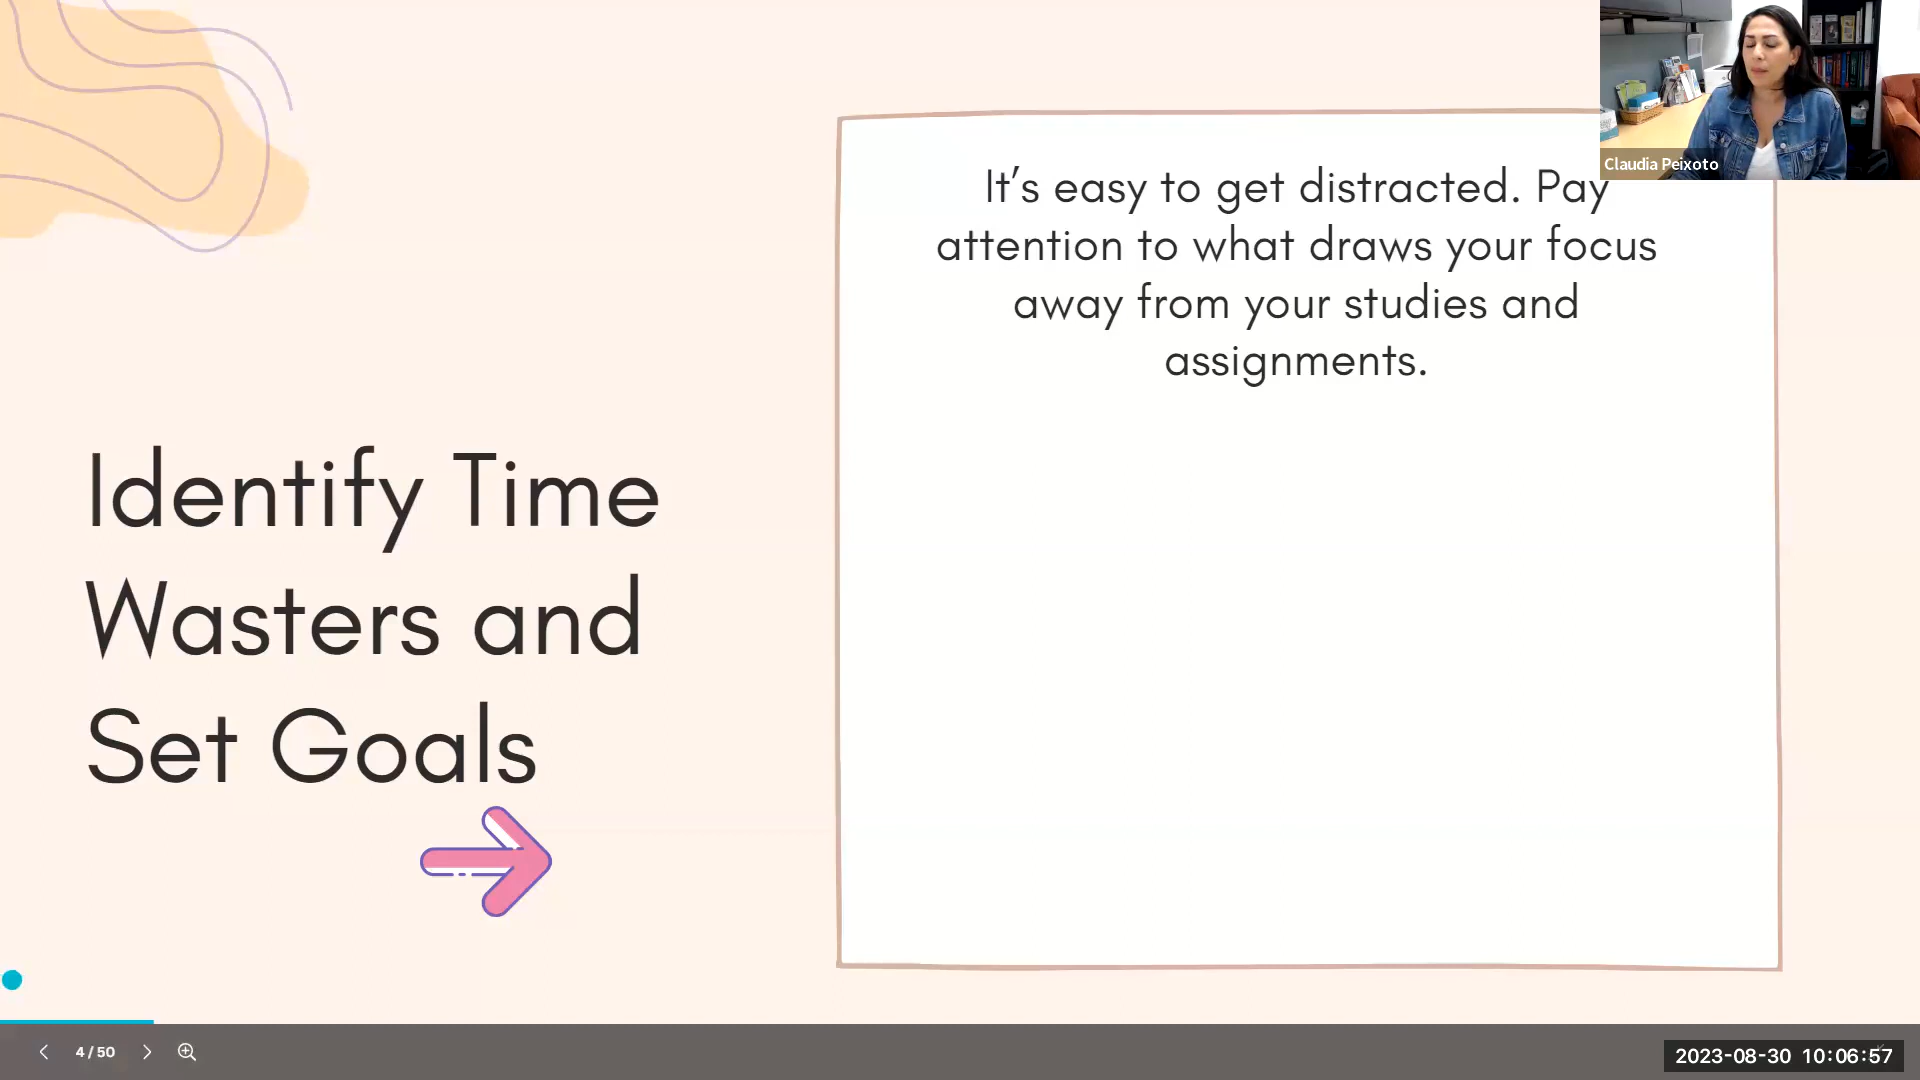 Claudia Peixoto
It’s easy to get distracted. Pay
attention to what draws your focus
away from your studies and
assignments.
Identify Time
Wasters and
Set Goals
4 / 50
2023-08-30 10:06:57